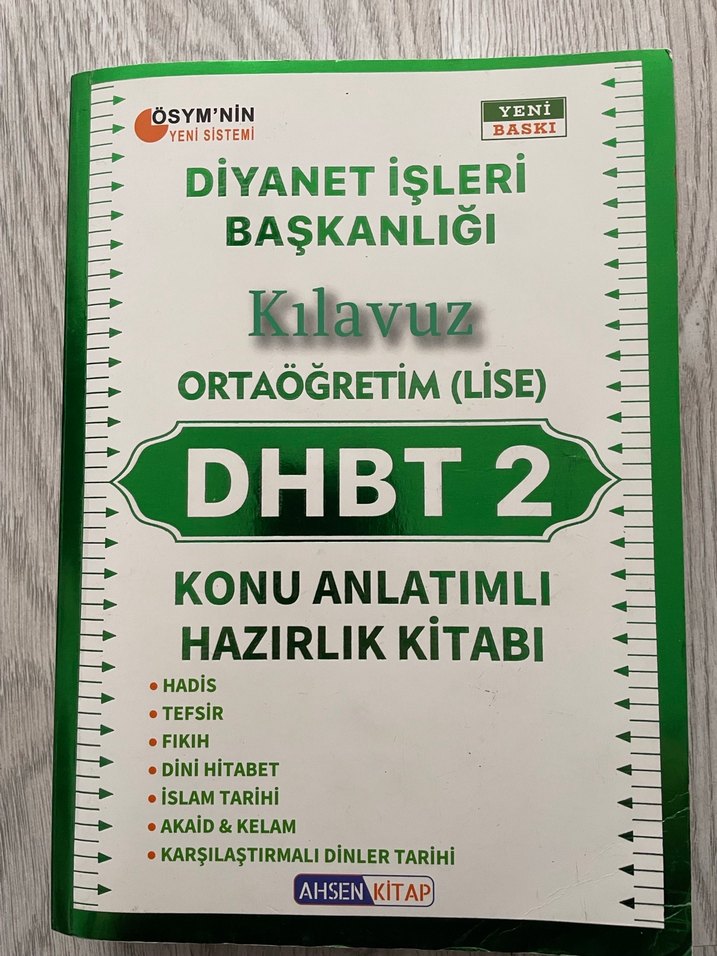 ÖSYM'NİN
YENİ SİSTEMİ
YENİ
BASKI
DİYANET İŞLERİ
BAŞKANLIĞI
Kılavuz
ORTAÖĞRETİM (LİSE)
DHBT 2
KONU ANLATIMLI
HAZIRLIK KİTABI
• HADİS
• TEFSİR
• FIKIH
• DİNİ HİTABET
• İSLAM TARİHİ
• AKAİD & KELAM
• KARŞILAŞTIRMALI DİNLER TARİHİ
AHSEN KİTAP